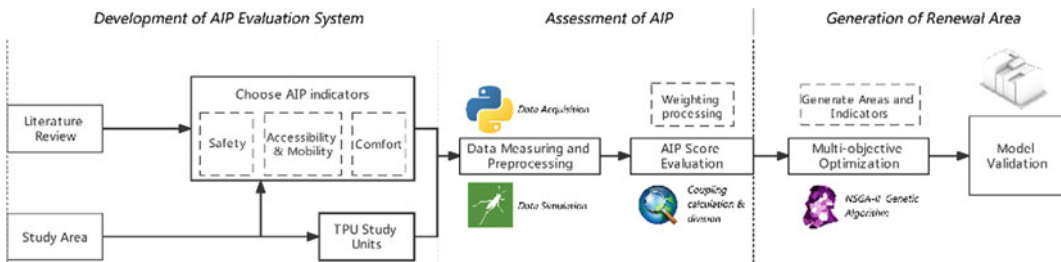 Development of AIP Evaluation System
Assessment of AIP
Generation of Renewal Area
Literature
Review
Choose AIP indicators
Safety
Accessibility
& Mobility
Comfort
Study Area
TPU Study
Units
Data Acquisition
Data Measuring and
Preprocessing
Data Simulation
Weighting
processing
AIP Score
Evaluation
Coupling
calculation &
division
Generate Areas and
Indicators
Multi-objective
Optimization
NSGA-II Genetic
Algorithm
Model
Validation